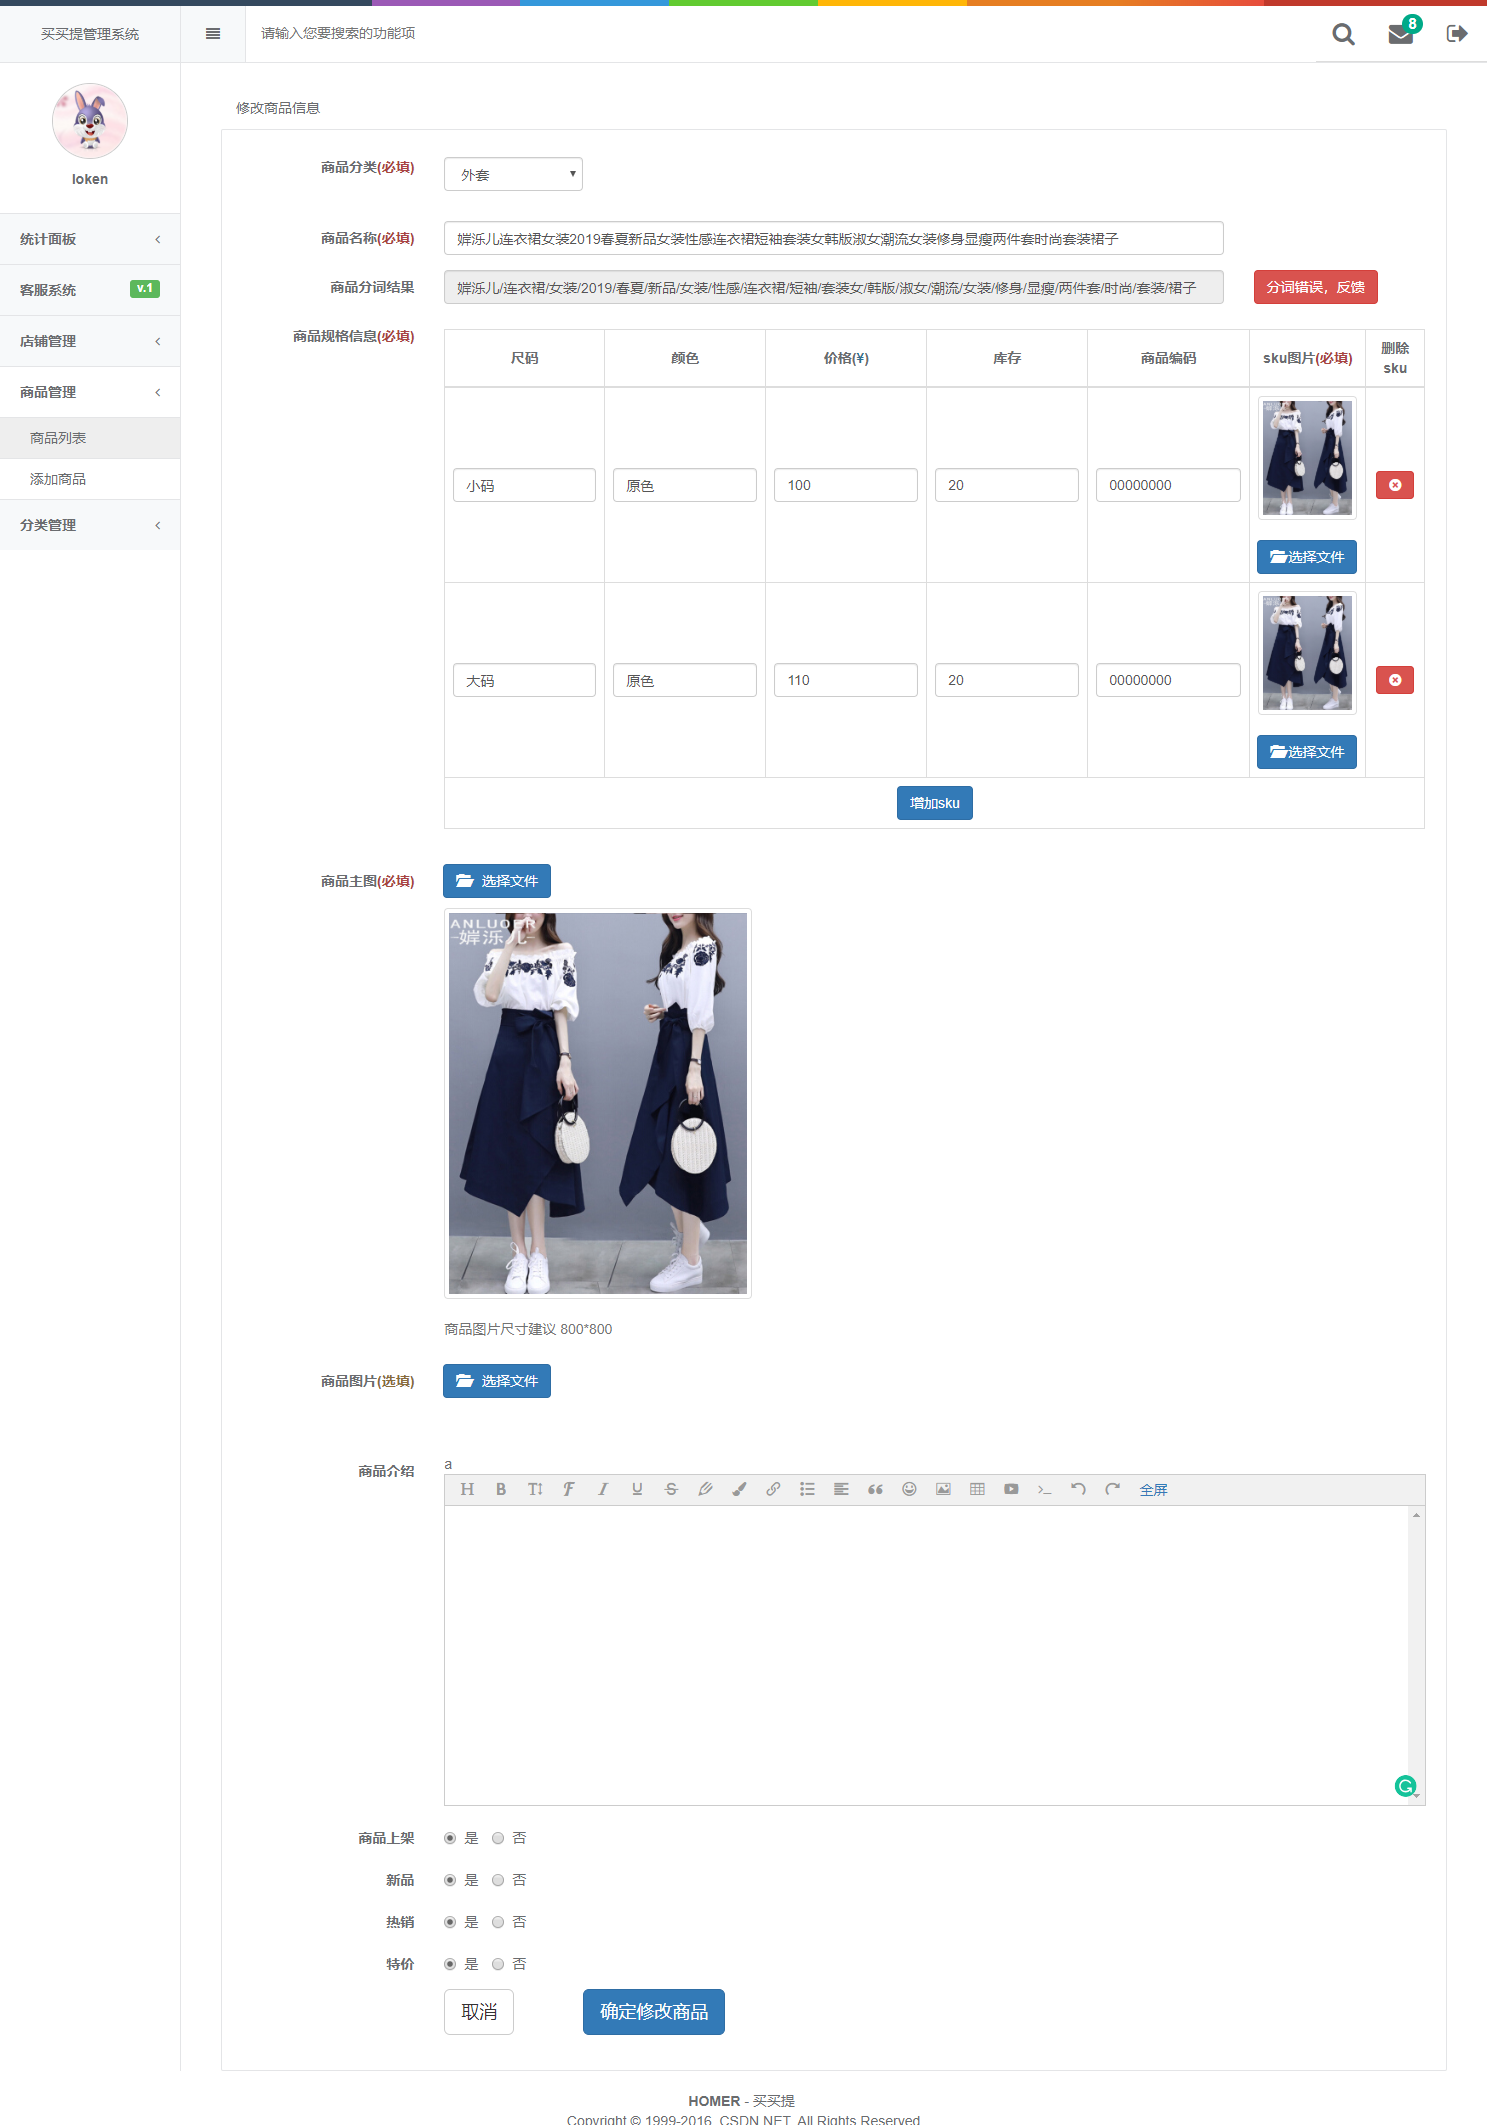 买买提管理系统
请输入您要搜索的功能项
8
loken
统计面板
客服系统 v.1
店铺管理
商品管理
商品列表
添加商品
分类管理
修改商品信息
商品分类(必填) 外套
商品名称(必填) 婩泺儿连衣裙女装2019春夏新品女装性感连衣裙短袖套装女韩版淑女潮流女装修身显瘦两件套时尚套装裙子
商品分词结果 婩泺儿/连衣裙/女装/2019/春夏/新品/女装/性感/连衣裙/短袖/套装女/韩版/淑女/潮流/女装/修身/显瘦/两件套/时尚/套装/裙子 分词错误，反馈
商品规格信息(必填)
尺码 颜色 价格(¥) 库存 商品编码 sku图片(必填) 删除sku
小码 原色 100 20 00000000
选择文件
大码 原色 110 20 00000000
选择文件
增加sku
商品主图(必填) 选择文件
ANLUOER
婩泺儿
商品图片尺寸建议 800*800
商品图片(选填) 选择文件
商品介绍 a
全屏
商品上架 是 否
新品 是 否
热销 是 否
特价 是 否
取消 确定修改商品
HOMER - 买买提
Copyright © 1999-2016, CSDN.NET, All Rights Reserved